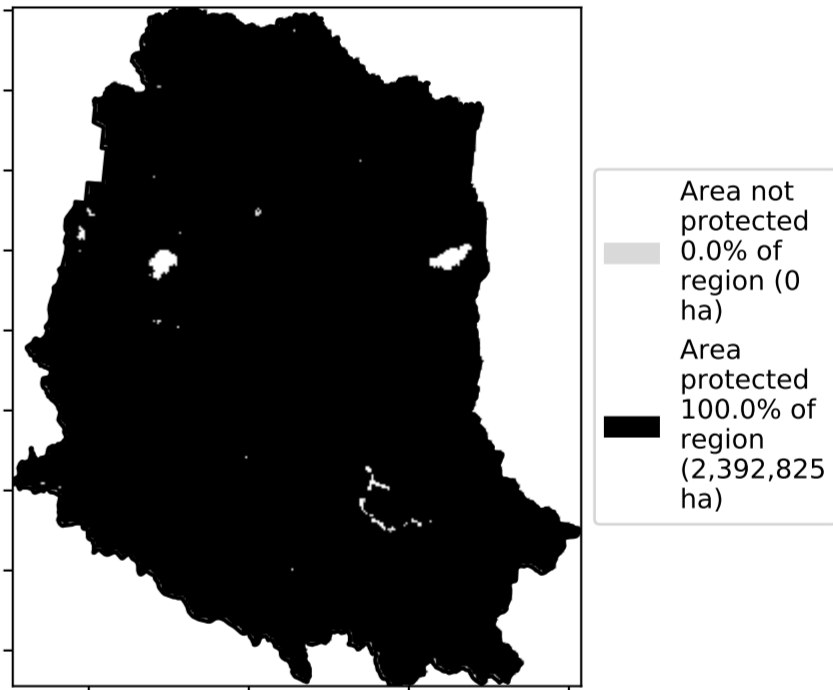 Area not
protected
0.0% of
region (0
ha)
Area
protected
100.0% of
region
(2,392,825
ha)